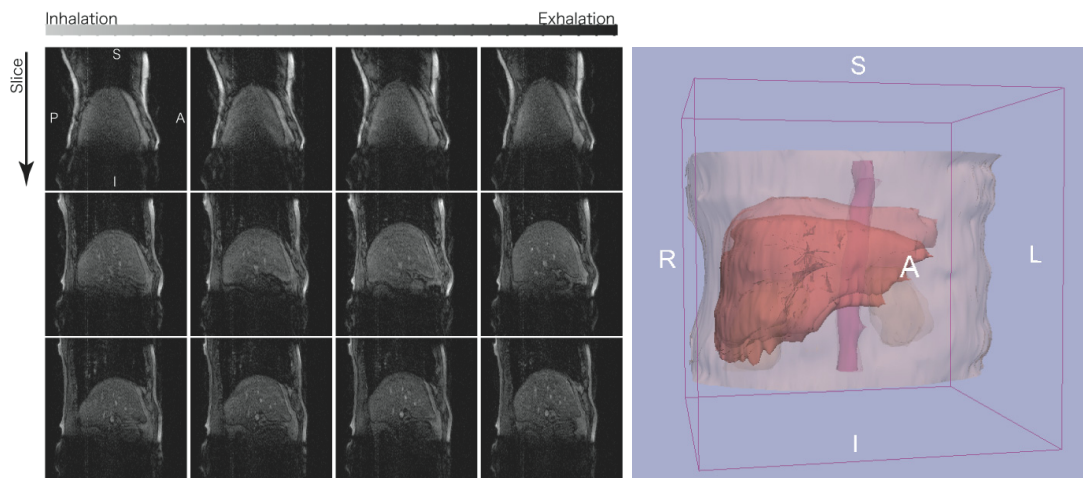 Inhalation Exhalation
Slice
S
P A
I
S
R A L
I